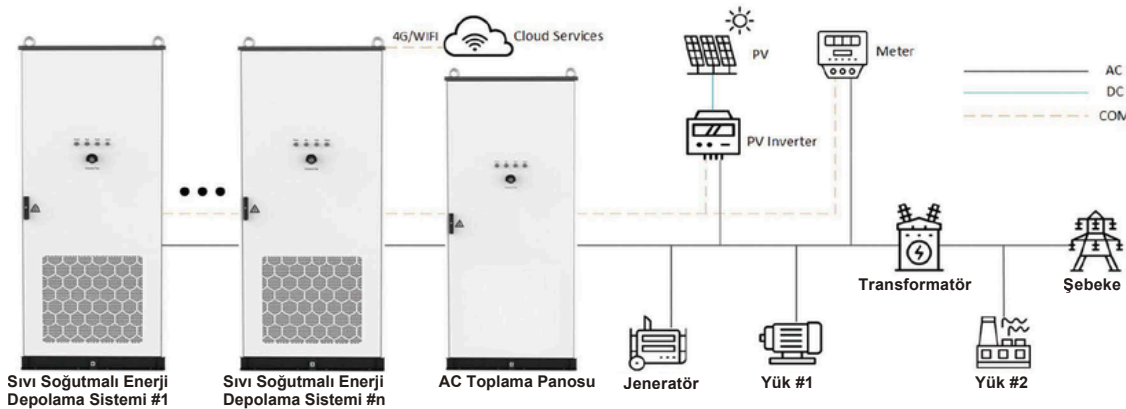 4G/WIFI
Cloud Services
PV
Meter
AC
DC
COM
PV Inverter
Transformatör
Şebeke
Sıvı Soğutmalı Enerji
Depolama Sistemi #1
Sıvı Soğutmalı Enerji
Depolama Sistemi #n
AC Toplama Panosu
Jeneratör
Yük #1
Yük #2